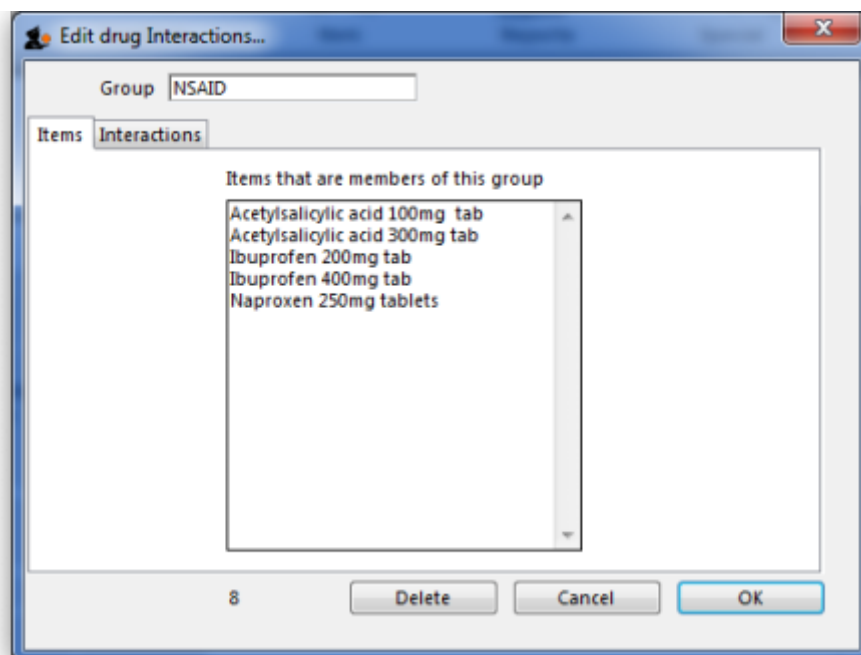 Edit drug Interactions...
Group NSAID
Items Interactions
Items that are members of this group
Acetylsalicylic acid 100mg  tab
Acetylsalicylic acid 300mg tab
Ibuprofen 200mg tab
Ibuprofen 400mg tab
Naproxen 250mg tablets
8 Delete Cancel OK